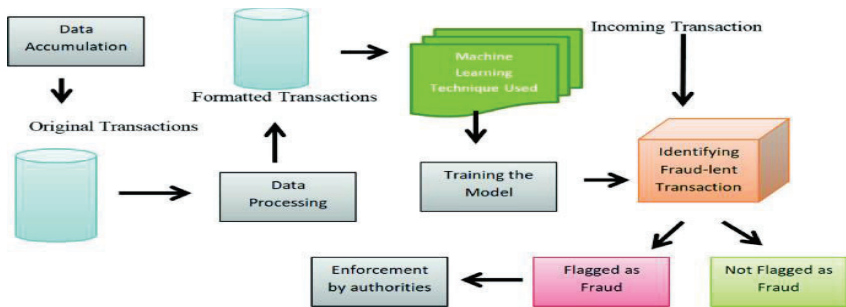 Data
Accumulation
Original Transactions
Data
Processing
Formatted Transactions
Machine
Learning
Technique Used
Training the
Model
Incoming Transaction
Identifying
Fraud-lent
Transaction
Flagged as
Fraud
Not Flagged as
Fraud
Enforcement
by authorities